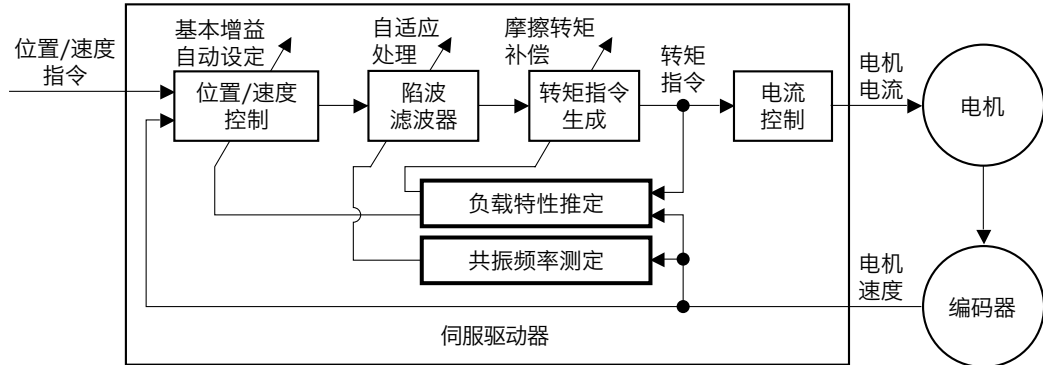 位置/速度
指令
基本增益
自动设定
自适应
处理
摩擦转矩
补偿
转矩
指令
电机
电流
位置/速度
控制
陷波
滤波器
转矩指令
生成
电流
控制
电机
负载特性推定
共振频率测定
电机
速度
编码器
伺服驱动器